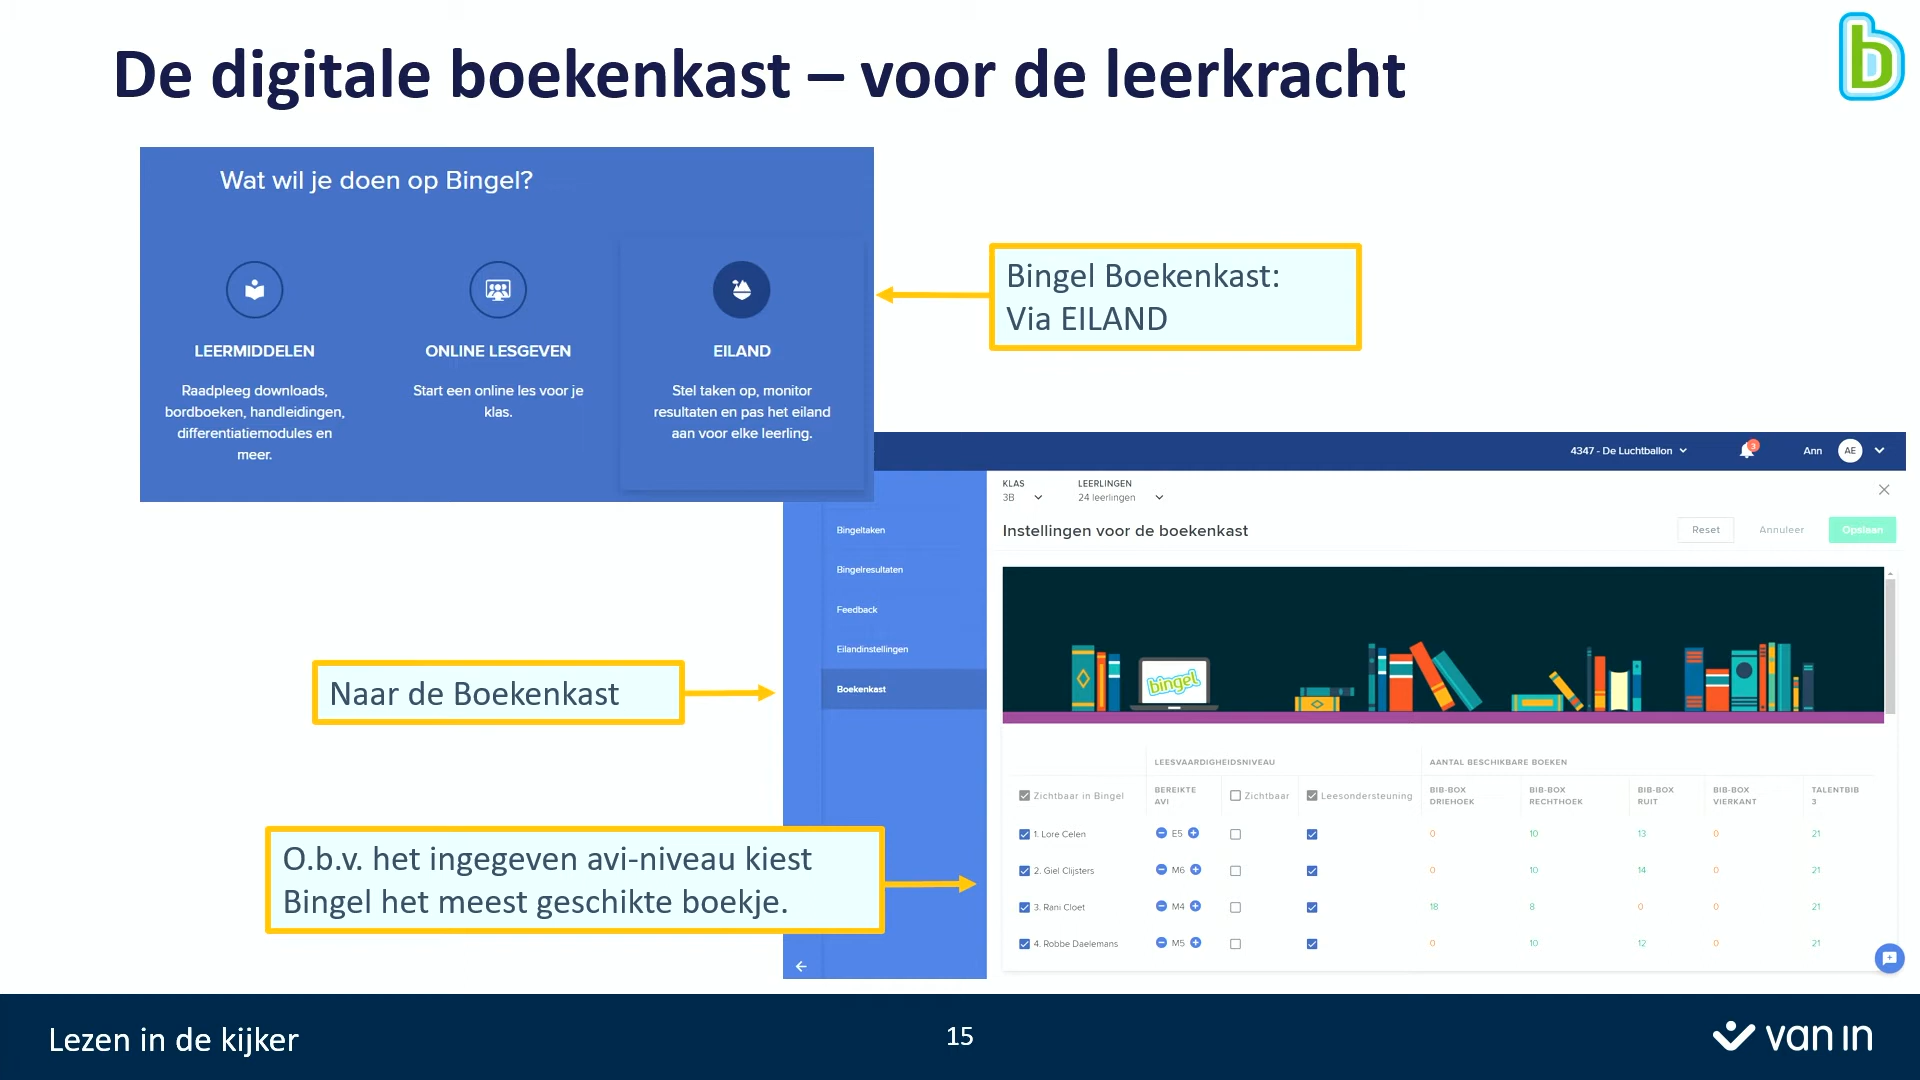 De digitale boekenkast – voor de leerkracht
b
Wat wil je doen op Bingel?
LEERMIDDELEN
Raadpleeg downloads,
bordboeken, handleidingen,
differentiatiemodules en
meer.
ONLINE LESGEVEN
Start een online les voor je
klas.
EILAND
Stel taken op, monitor
resultaten en pas het eiland
aan voor elke leerling.
Bingel Boekenkast:
Via EILAND
4347 - De Luchtballon
3
Ann
AE
KLAS
3B
LEERLINGEN
24 leerlingen
Instellingen voor de boekenkast
Reset
Annuleer
Opslaan
Bingeltaken
Bingelresultaten
Feedback
Eilandinstellingen
Boekenkast
Naar de Boekenkast
bingel
LEESVAARDIGHEIDSNIVEAU
AANTAL BESCHIKBARE BOEKEN
Zichtbaar in Bingel
BEREIKTE
AVI
Zichtbaar
Leesondersteuning
BIB-BOX
DRIEHOEK
BIB-BOX
RECHTHOEK
BIB-BOX
RUIT
BIB-BOX
VIERKANT
TALENTBIB
3
1. Lore Celen E5 0 10 13 0 21
2. Giel Clijsters M6 0 10 14 0 21
3. Rani Cloet M4 18 8 0 0 21
4. Robbe Daelemans M5 0 10 12 0 21
O.b.v. het ingegeven avi-niveau kiest
Bingel het meest geschikte boekje.
Lezen in de kijker
15
van in